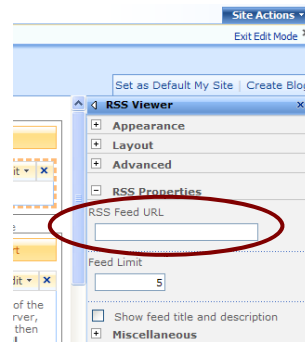 Site Actions
Exit Edit Mode
Set as Default My Site | Create Blog
RSS Viewer
Appearance
Layout
Advanced
RSS Properties
RSS Feed URL
Feed Limit
5
Show feed title and description
Miscellaneous
of the
then